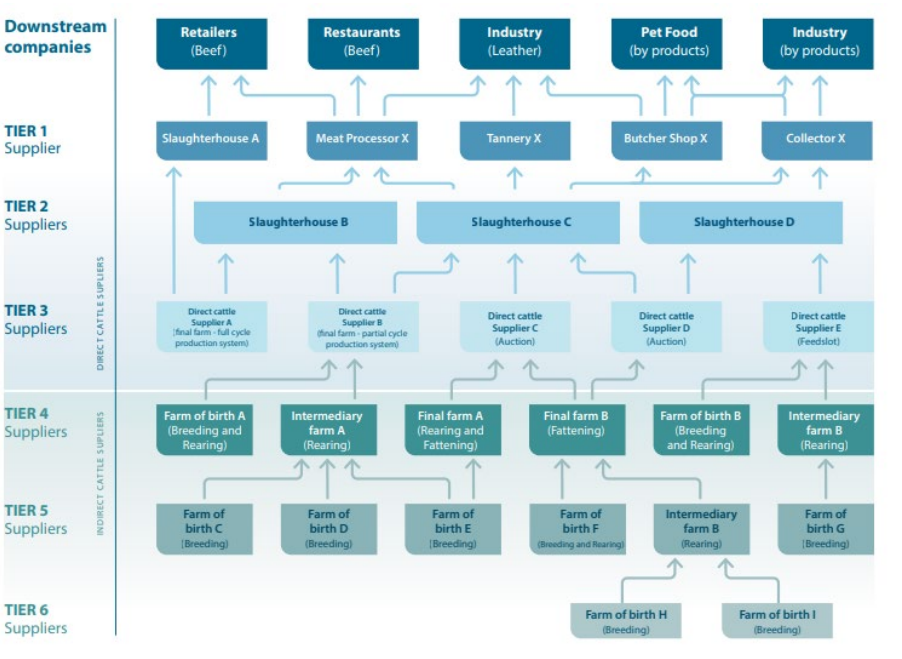 Downstream
companies
Retailers
(Beef)
Restaurants
(Beef)
Industry
(Leather)
Pet Food
(by products)
Industry
(by products)
TIER 1
Supplier
Slaughterhouse A
Meat Processor X
Tannery X
Butcher Shop X
Collector X
TIER 2
Suppliers
Slaughterhouse B
Slaughterhouse C
Slaughterhouse D
DIRECT CATTLE SUPLIERS
TIER 3
Suppliers
Direct cattle
Supplier A
(final farm - full cycle
production system)
Direct cattle
Supplier B
(final farm - partial cycle
production system)
Direct cattle
Supplier C
(Auction)
Direct cattle
Supplier D
(Auction)
Direct cattle
Supplier E
(Feedslot)
INDIRECT CATTLE SUPLIERS
TIER 4
Suppliers
Farm of birth A
(Breeding and
Rearing)
Intermediary
farm A
(Rearing)
Final farm A
(Rearing and
Fattening)
Final farm B
(Fattening)
Farm of birth B
(Breeding
and Rearing)
Intermediary
farm B
(Rearing)
TIER 5
Suppliers
Farm of
birth C
(Breeding)
Farm of
birth D
(Breeding)
Farm of
birth E
(Breeding)
Farm of
birth F
(Breeding and Rearing)
Intermediary
farm B
(Rearing)
Farm of
birth G
(Breeding)
TIER 6
Suppliers
Farm of birth H
(Breeding)
Farm of birth I
(Breeding)